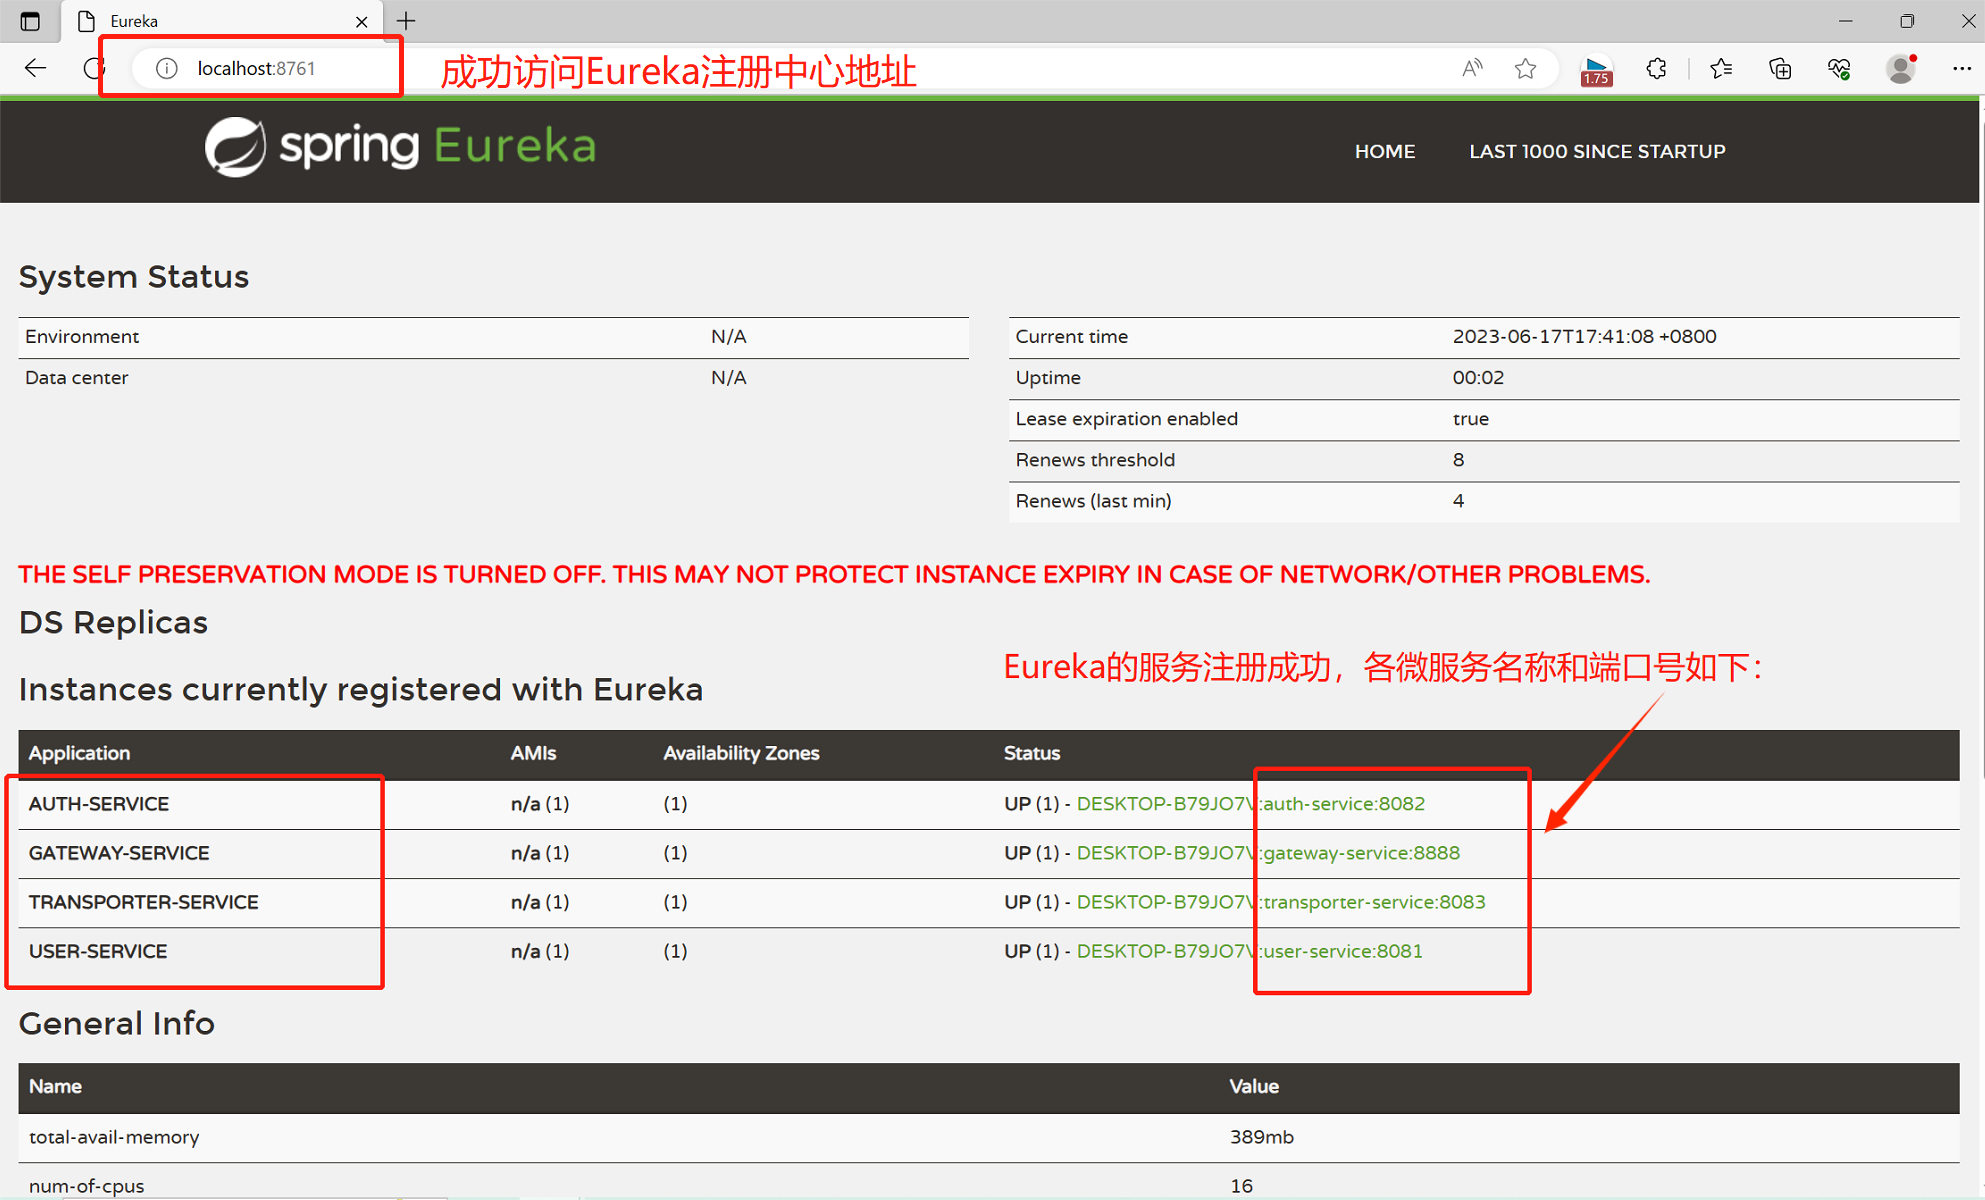 Eureka
localhost:8761
成功访问Eureka注册中心地址
1.75
spring Eureka
HOME LAST 1000 SINCE STARTUP
System Status
Environment N/A
Data center N/A
Current time 2023-06-17T17:41:08 +0800
Uptime 00:02
Lease expiration enabled true
Renews threshold 8
Renews (last min) 4
THE SELF PRESERVATION MODE IS TURNED OFF. THIS MAY NOT PROTECT INSTANCE EXPIRY IN CASE OF NETWORK/OTHER PROBLEMS.
DS Replicas
Eureka的服务注册成功，各微服务名称和端口号如下：
Instances currently registered with Eureka
Application AMIs Availability Zones Status
AUTH-SERVICE n/a (1) (1) UP (1) - DESKTOP-B79JO7V:auth-service:8082
GATEWAY-SERVICE n/a (1) (1) UP (1) - DESKTOP-B79JO7V:gateway-service:8888
TRANSPORTER-SERVICE n/a (1) (1) UP (1) - DESKTOP-B79JO7V:transporter-service:8083
USER-SERVICE n/a (1) (1) UP (1) - DESKTOP-B79JO7V:user-service:8081
General Info
Name Value
total-avail-memory 389mb
num-of-cpus 16